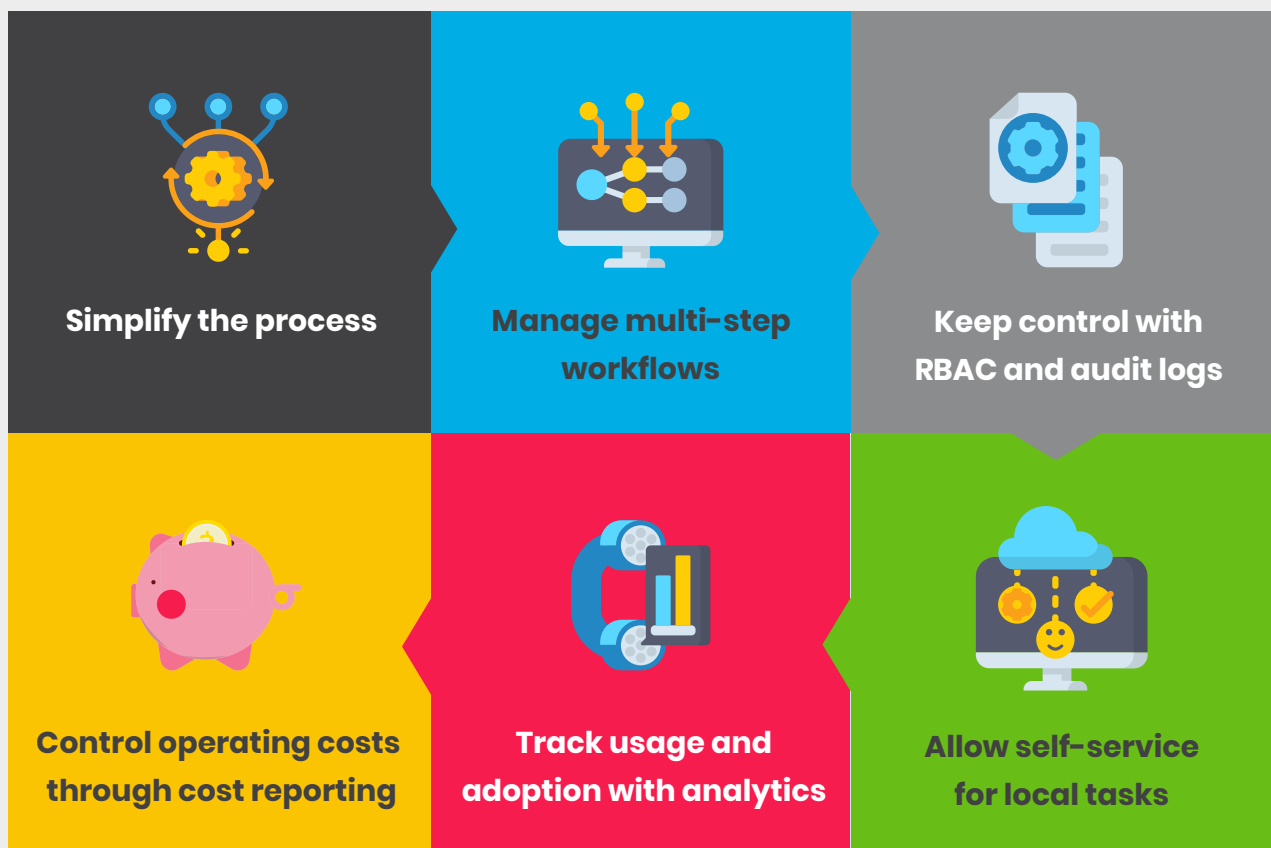 Simplify the process
Manage multi-step
workflows
Keep control with
RBAC and audit logs
Control operating costs
through cost reporting
Track usage and
adoption with analytics
Allow self-service
for local tasks